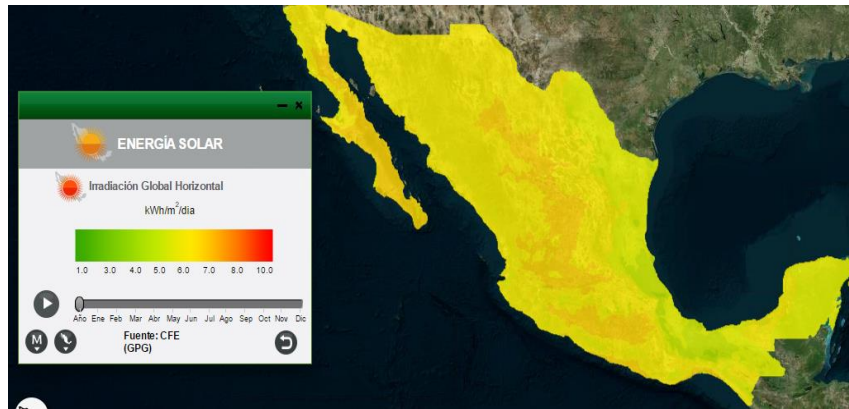 ENERGÍA SOLAR
Irradiación Global Horizontal
kWh/m²/dia
1.0 3.0 4.0 5.0 6.0 7.0 8.0 10.0
Año Ene Feb Mar Abr May Jun Jul Ago Sep Oct Nov Dic
M
Fuente: CFE
(GPG)